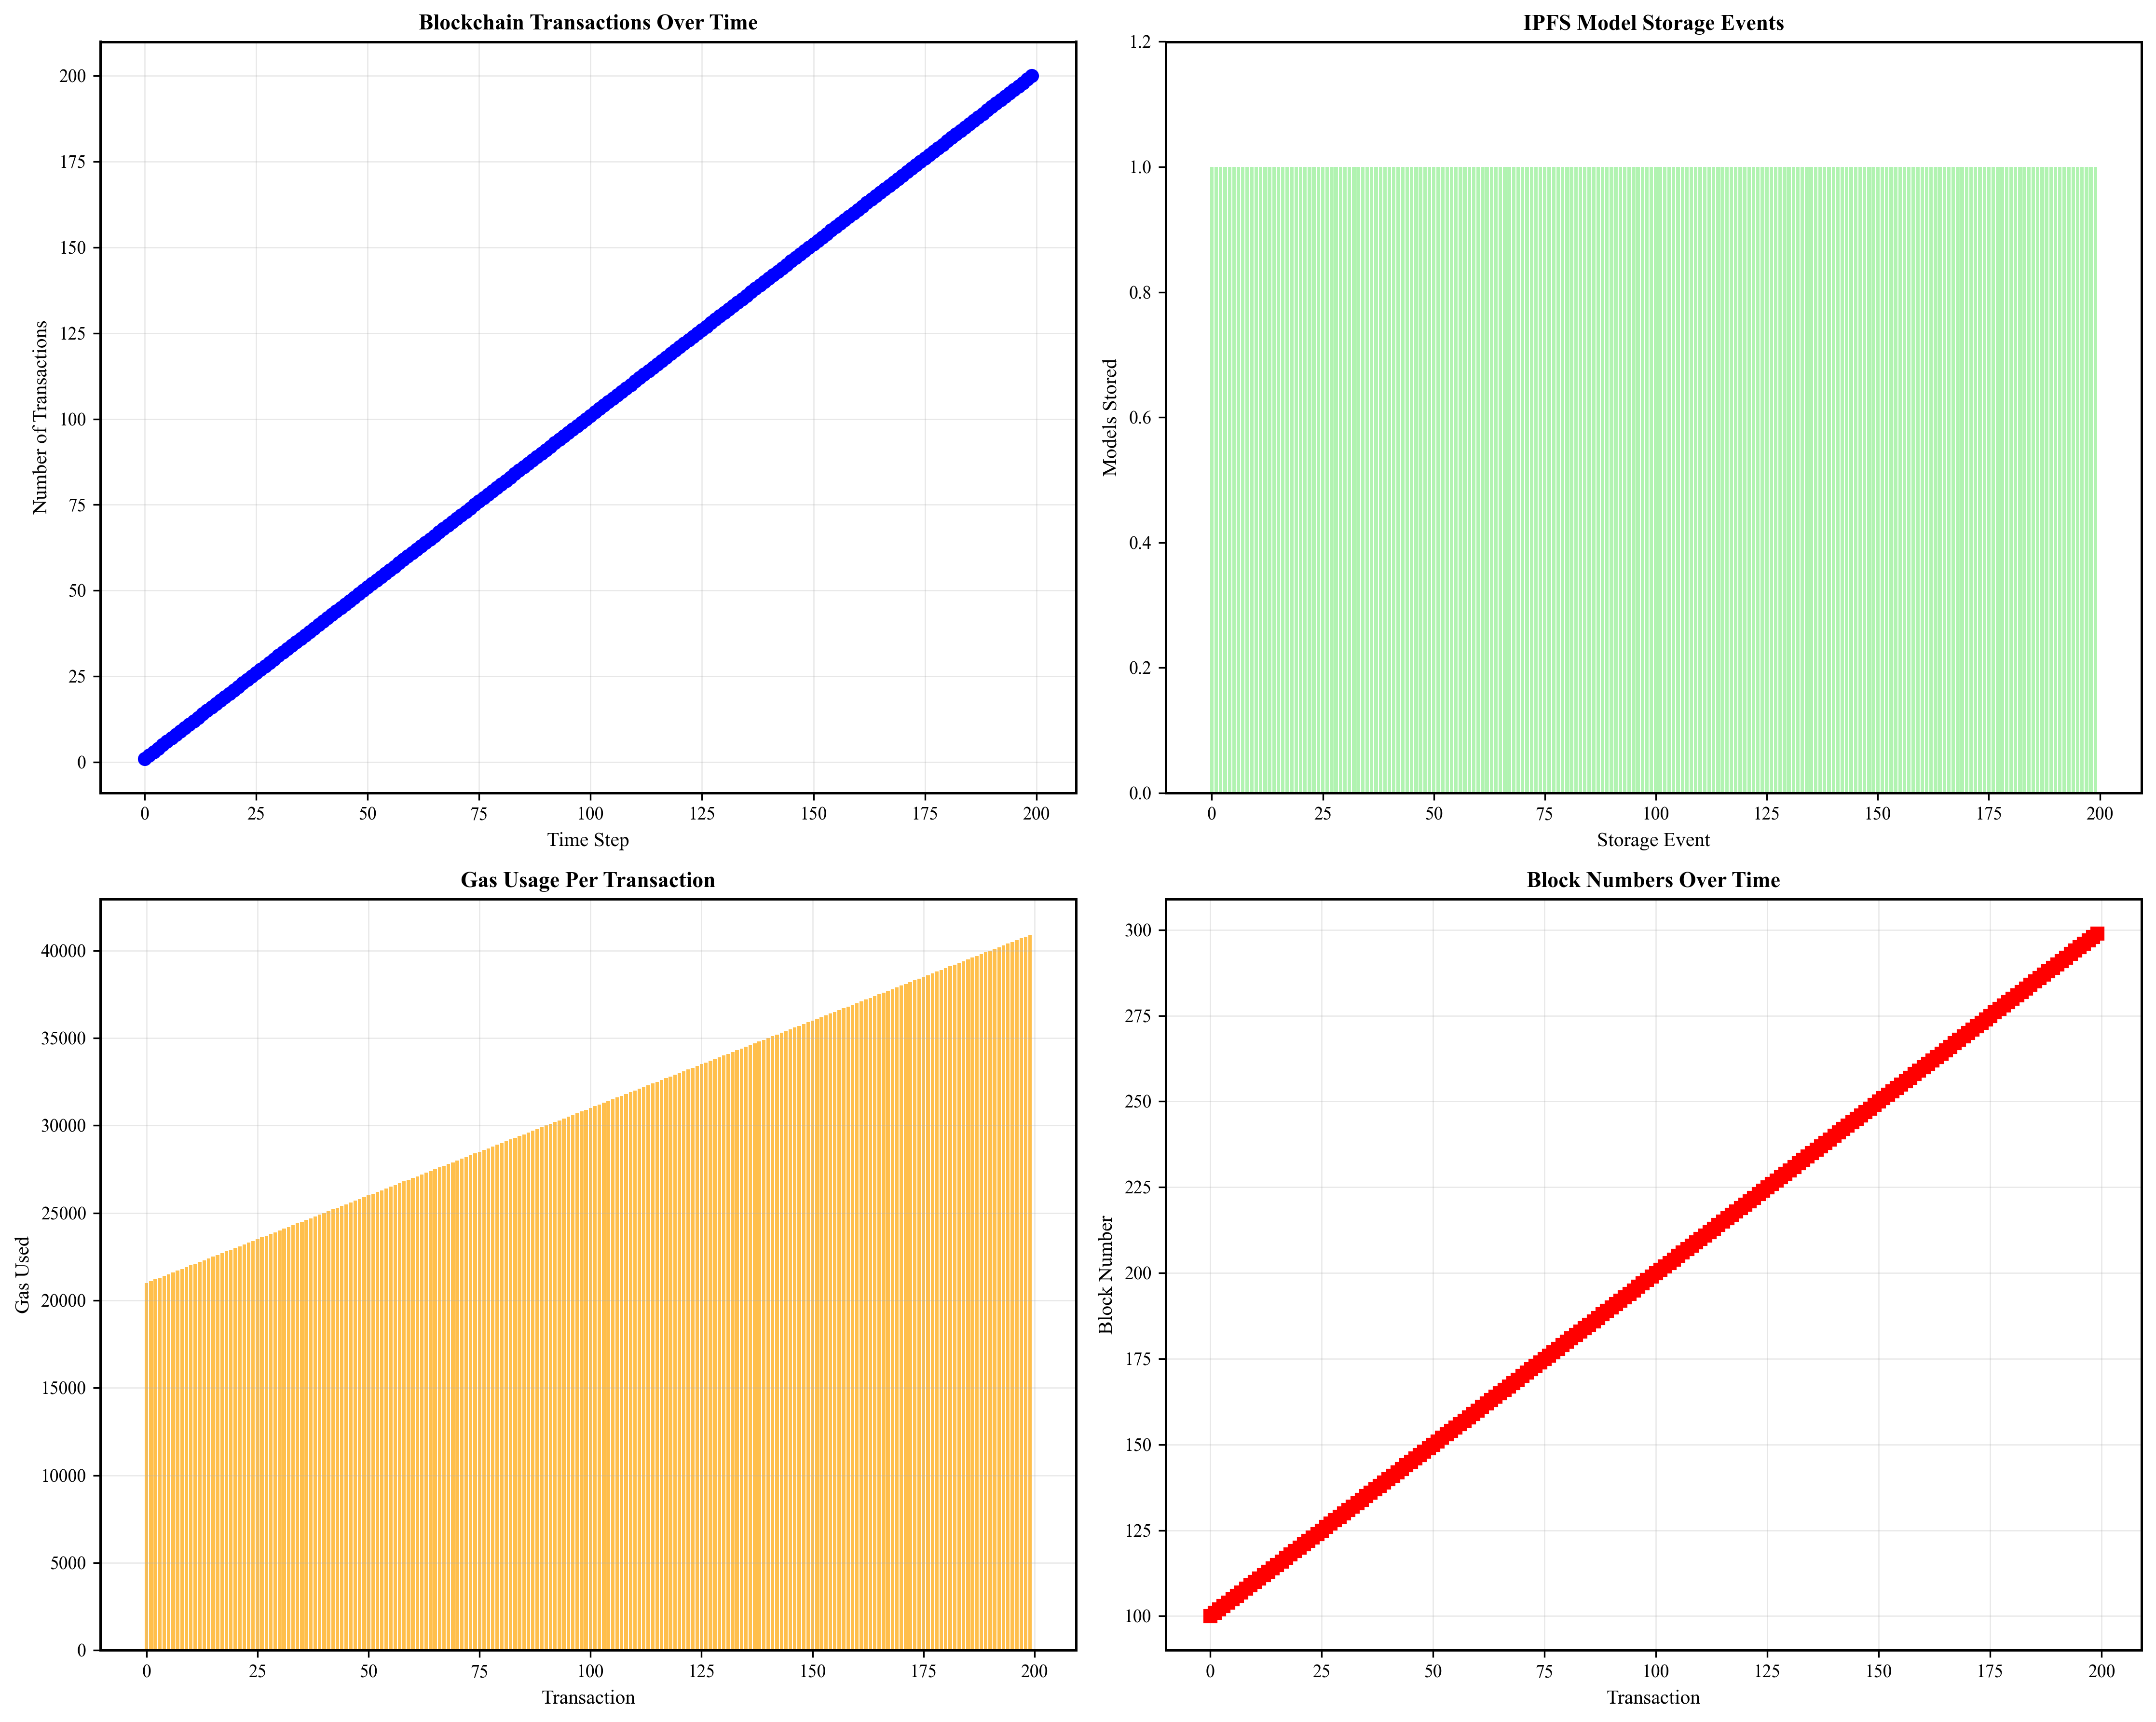 Blockchain Transactions Over Time
Number of Transactions
200
175
150
125
100
75
50
25
0
0 25 50 75 100 125 150 175 200
Time Step
IPFS Model Storage Events
Models Stored
1.2
1.0
0.8
0.6
0.4
0.2
0.0
0 25 50 75 100 125 150 175 200
Storage Event
Gas Usage Per Transaction
Gas Used
40000
35000
30000
25000
20000
15000
10000
5000
0
0 25 50 75 100 125 150 175 200
Transaction
Block Numbers Over Time
Block Number
300
275
250
225
200
175
150
125
100
0 25 50 75 100 125 150 175 200
Transaction